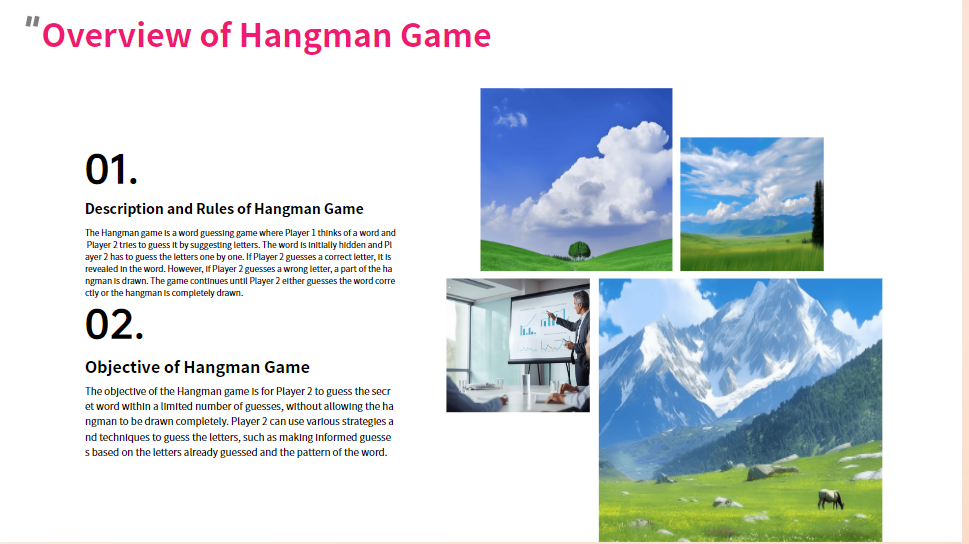 "Overview of Hangman Game
01.
Description and Rules of Hangman Game
The Hangman game is a word guessing game where Player 1 thinks of a word and
Player 2 tries to guess it by suggesting letters. The word is initially hidden and Pl
ayer 2 has to guess the letters one by one. If Player 2 guesses a correct letter, it is
revealed in the word. However, if Player 2 guesses a wrong letter, a part of the ha
ngman is drawn. The game continues until Player 2 either guesses the word corre
ctly or the hangman is completely drawn.
02.
Objective of Hangman Game
The objective of the Hangman game is for Player 2 to guess the secr
et word within a limited number of guesses, without allowing the ha
ngman to be drawn completely. Player 2 can use various strategies a
nd techniques to guess the letters, such as making informed guesse
s based on the letters already guessed and the pattern of the word.